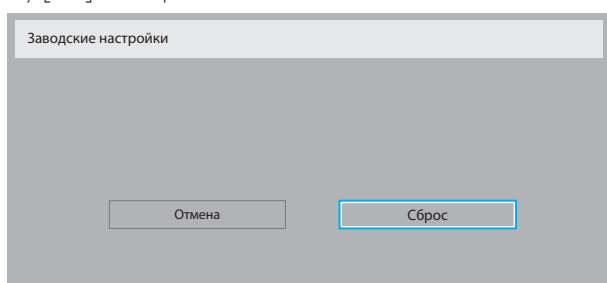 Заводские настройки
Отмена
Сброс